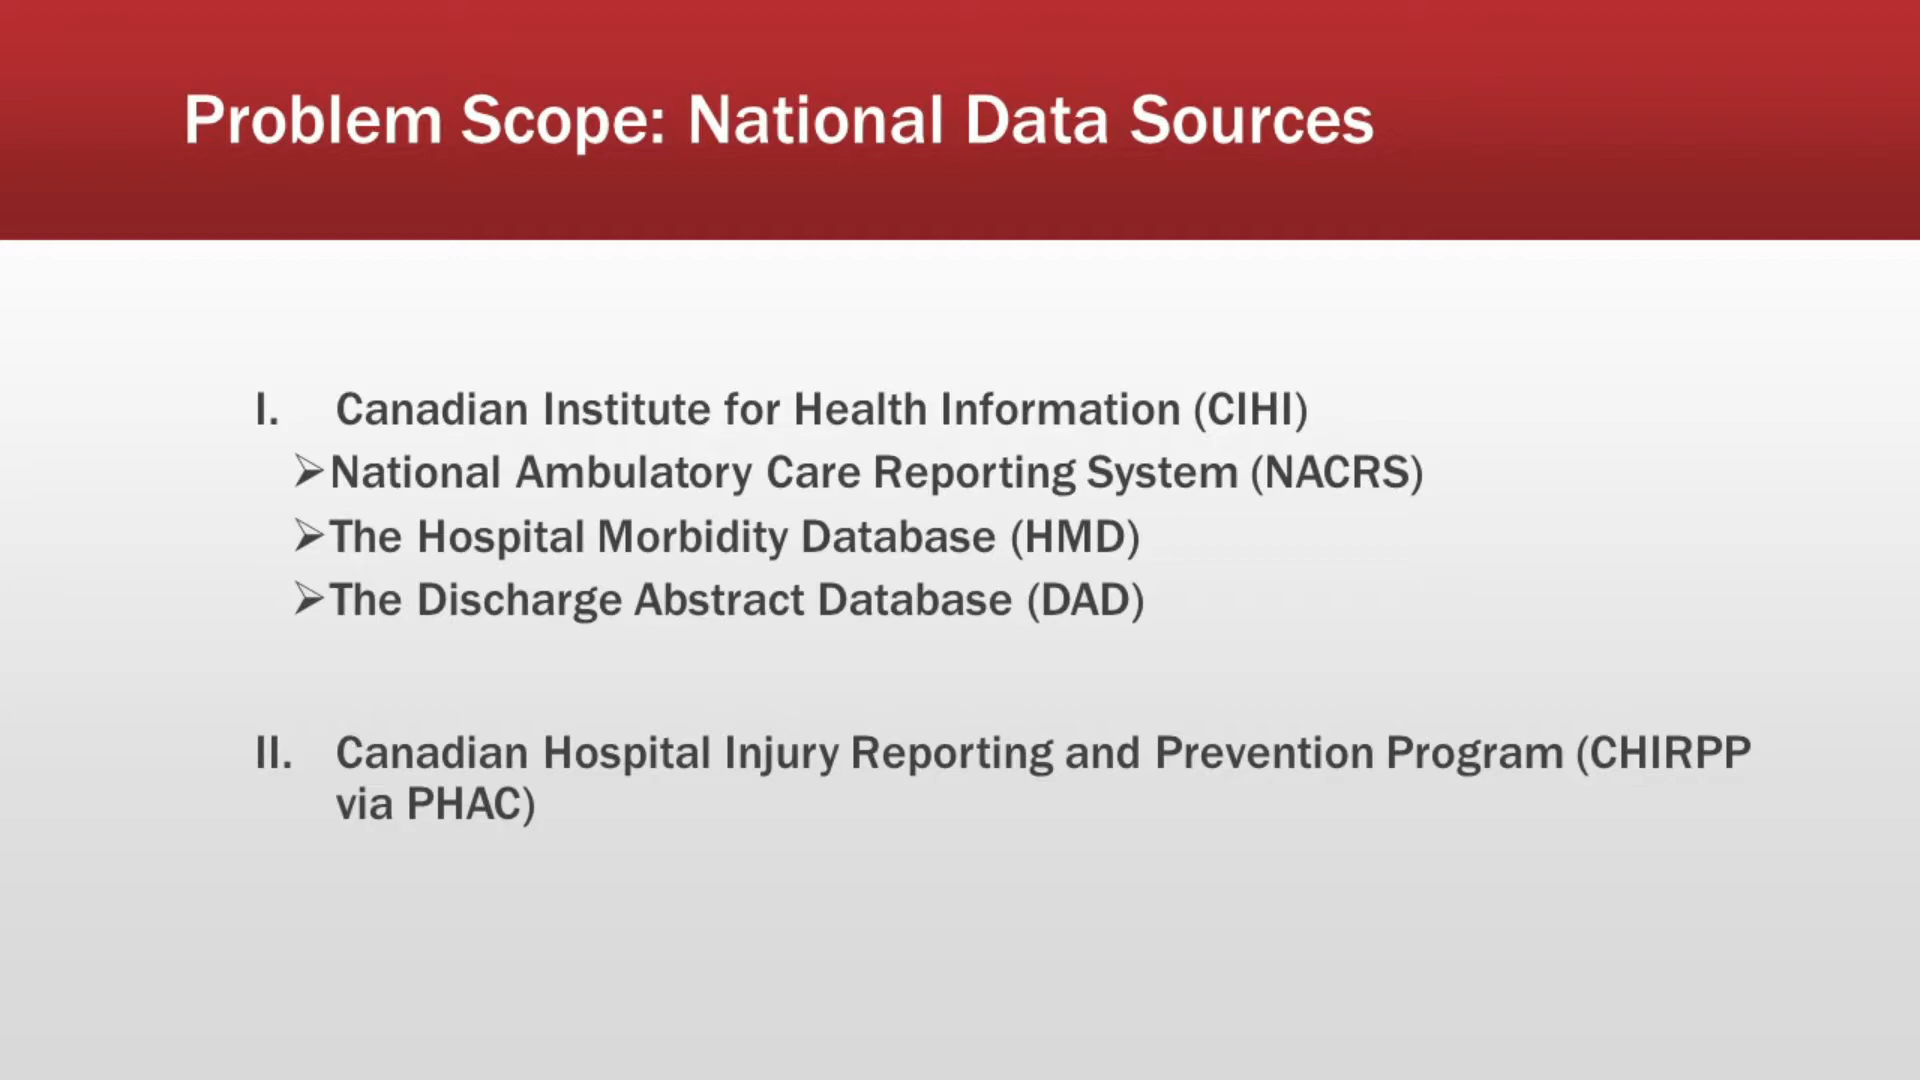 Problem Scope: National Data Sources
I. Canadian Institute for Health Information (CIHI)
➢National Ambulatory Care Reporting System (NACRS)
➢The Hospital Morbidity Database (HMD)
➢The Discharge Abstract Database (DAD)
II. Canadian Hospital Injury Reporting and Prevention Program (CHIRPP
via PHAC)